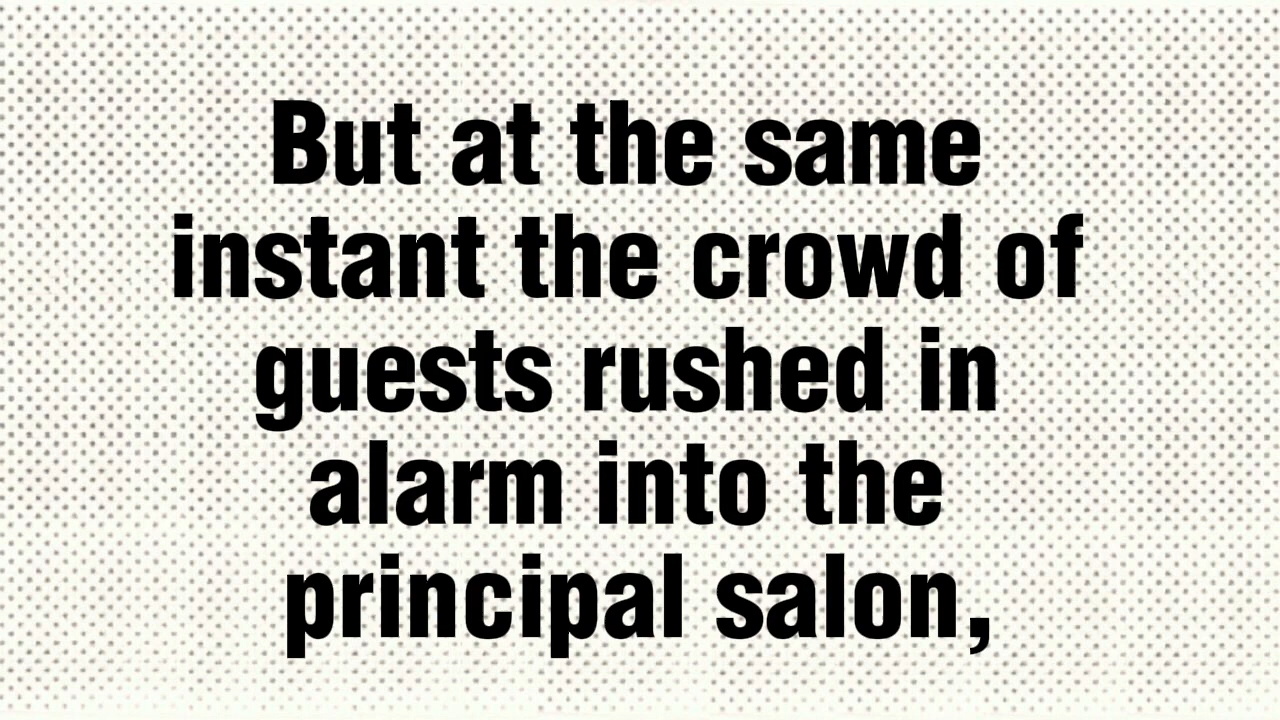 But at the same
instant the crowd of
guests rushed in
alarm into the
principal salon,